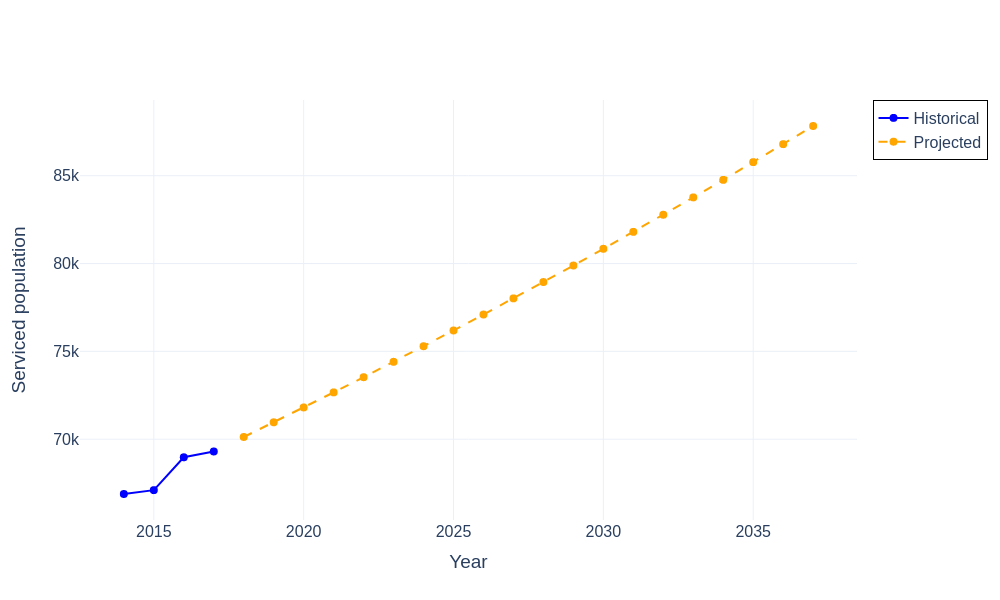 Historical
Projected
85k
80k
75k
70k
Serviced population
2015
2020
2025
2030
2035
Year